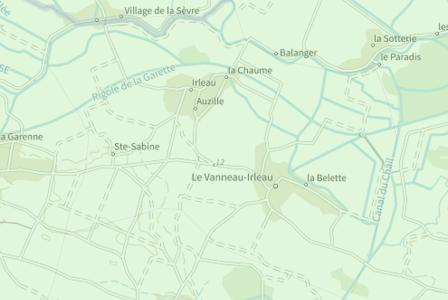 Village de la Sèvre
la Sotterie
Balanger
le Paradis
la Chaume
Rigole de la Garette
Irleau
Auzille
a Garenne
Ste-Sabine
12
Le Vanneau-Irleau
la Belette
Canal du Chail